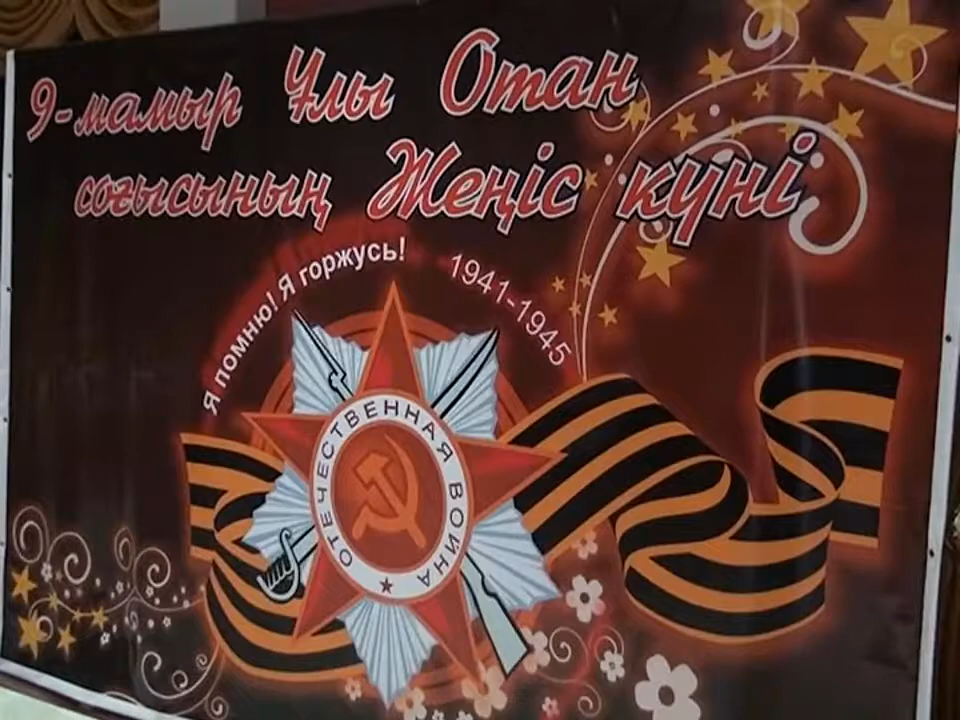 9-мамыр Ұлы Отан
соғысының Жеңіс күні
Я помню! Я горжусь!
1941-1945
ОТЕЧЕСТВЕННАЯ ВОЙНА